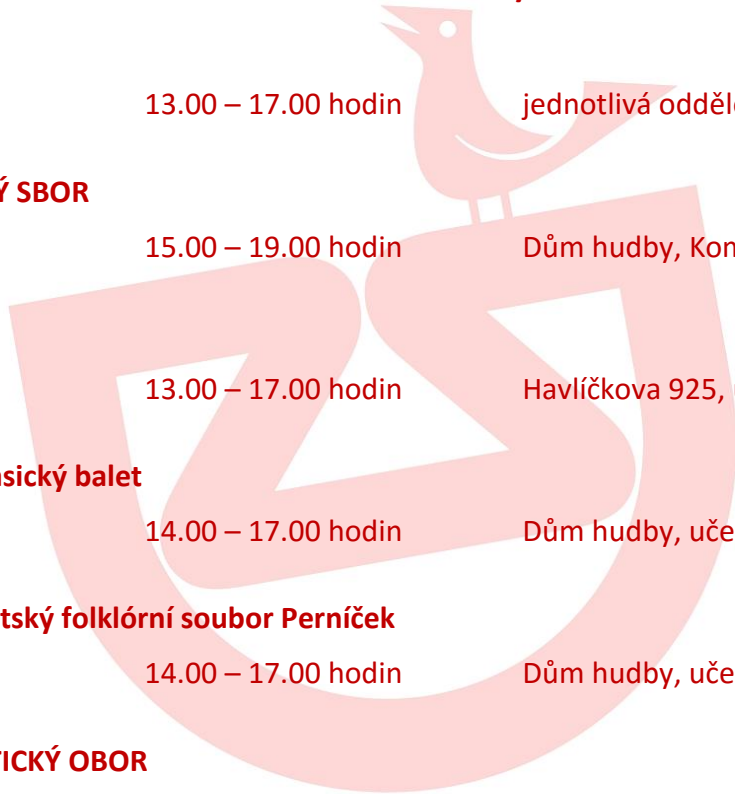 13.00 – 17.00 hodin jednotlivá odděl
Ý SBOR
15.00 – 19.00 hodin Dům hudby, Kon
13.00 – 17.00 hodin Havlíčkova 925,
sický balet
14.00 – 17.00 hodin Dům hudby, uče
tský folklórní soubor Perníček
14.00 – 17.00 hodin Dům hudby, uče
TICKÝ OBOR